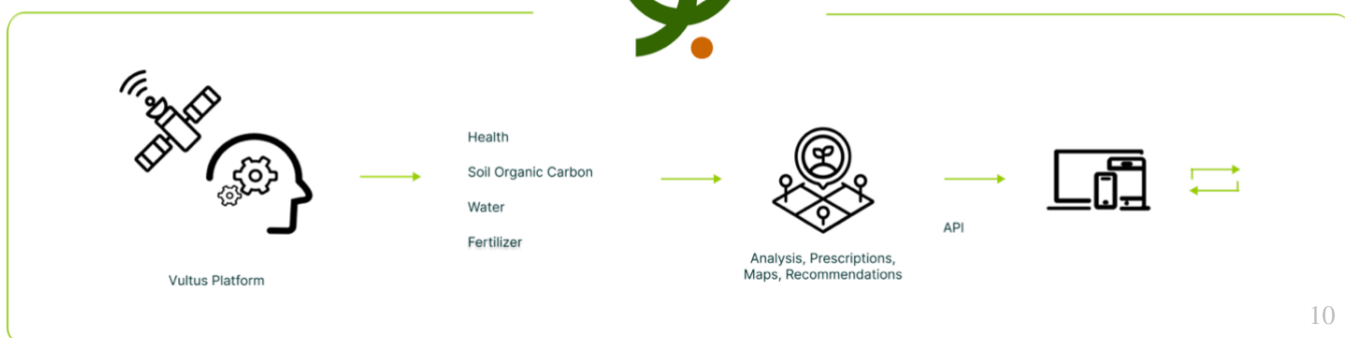 Health
Soil Organic Carbon
Water
Fertilizer
API
Vultus Platform
Analysis, Prescriptions,
Maps, Recommendations
10